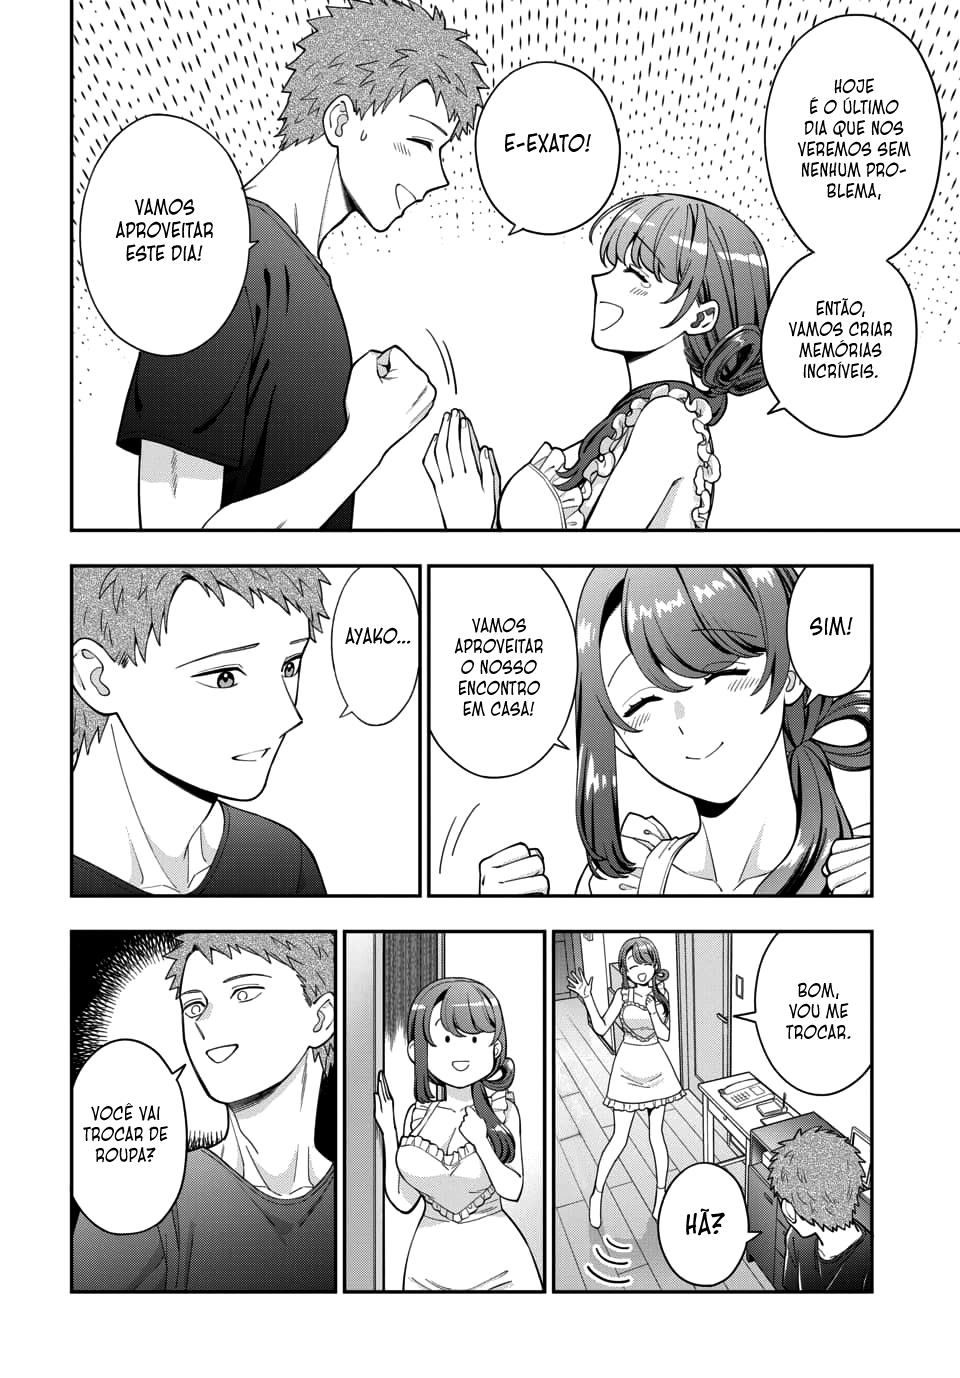 HOJE
É O ÚLTIMO
DIA QUE NOS
VEREMOS SEM
NENHUM PRO-
BLEMA,
ENTÃO,
VAMOS CRIAR
MEMÓRIAS
INCRÍVEIS.
E-EXATO!
VAMOS
APROVEITAR
ESTE DIA!
SIM!
VAMOS
APROVEITAR
O NOSSO
ENCONTRO
EM CASA!
AYAKO...
BOM,
VOU ME
TROCAR.
HÃ?
VOCÊ VAI
TROCAR DE
ROUPA?